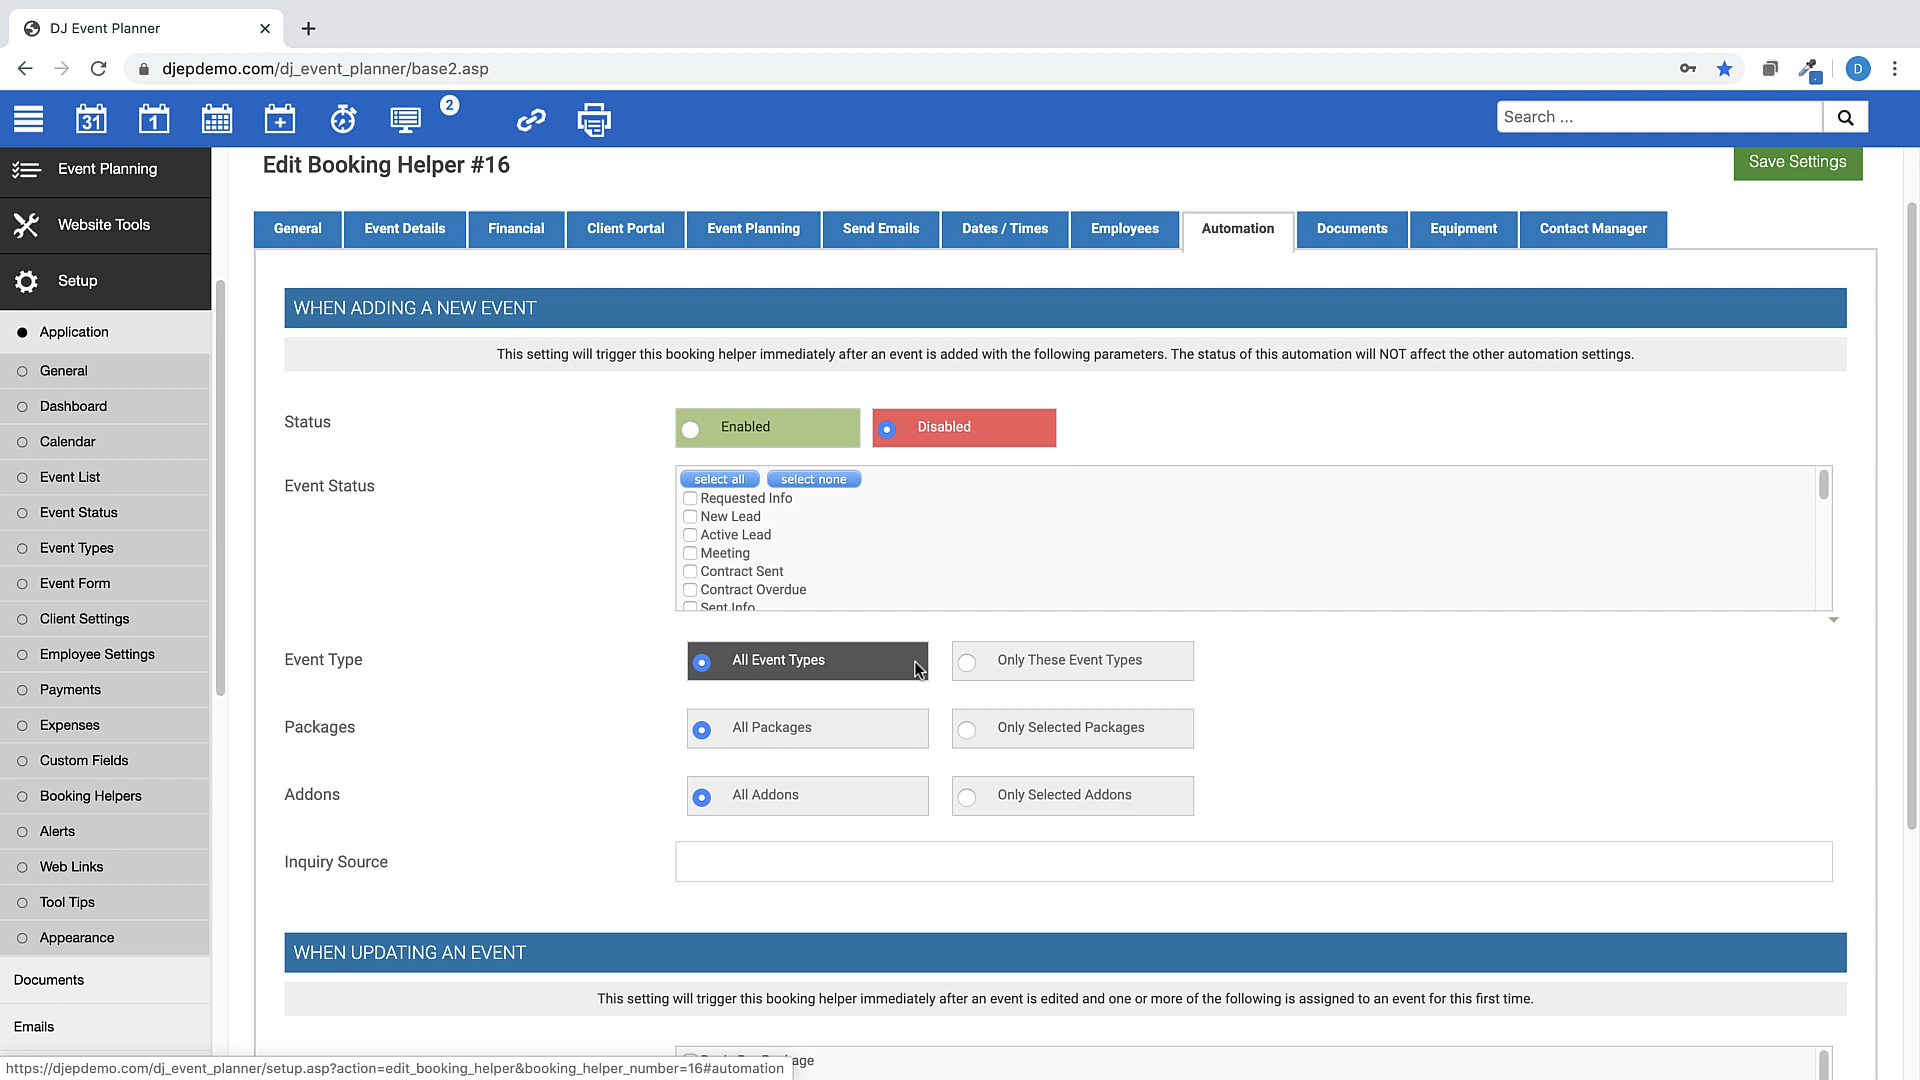 DJ Event Planner
djepdemo.com/dj_event_planner/base2.asp
D
31
1
2
Search ...
Event Planning
Website Tools
Setup
Application
General
Dashboard
Calendar
Event List
Event Status
Event Types
Event Form
Client Settings
Employee Settings
Payments
Expenses
Custom Fields
Booking Helpers
Alerts
Web Links
Tool Tips
Appearance
Documents
Emails
Edit Booking Helper #16
Save Settings
General
Event Details
Financial
Client Portal
Event Planning
Send Emails
Dates / Times
Employees
Automation
Documents
Equipment
Contact Manager
WHEN ADDING A NEW EVENT
This setting will trigger this booking helper immediately after an event is added with the following parameters. The status of this automation will NOT affect the other automation settings.
Status
Enabled
Disabled
Event Status
select all
select none
Requested Info
New Lead
Active Lead
Meeting
Contract Sent
Contract Overdue
Sent Info
Event Type
All Event Types
Only These Event Types
Packages
All Packages
Only Selected Packages
Addons
All Addons
Only Selected Addons
Inquiry Source
WHEN UPDATING AN EVENT
This setting will trigger this booking helper immediately after an event is edited and one or more of the following is assigned to an event for this first time.
https://djepdemo.com/dj_event_planner/setup.asp?action=edit_booking_helper&booking_helper_number=16#automation